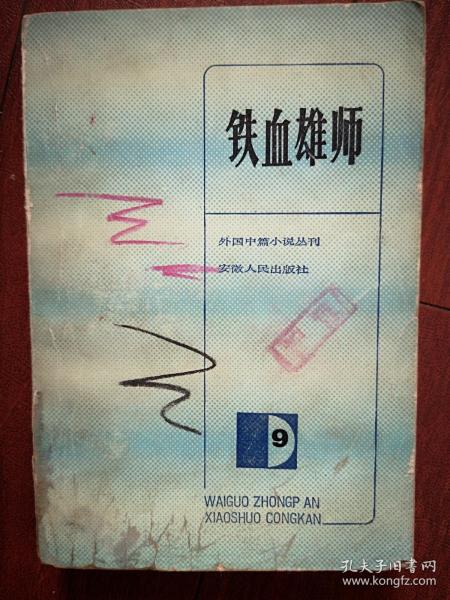 铁血雄师
外国中篇小说丛刊
安徽人民出版社
9
WAIGUO ZHONGP AN
XIAOSHUO CONGKAN
孔夫子旧书网
www.kongfz.com